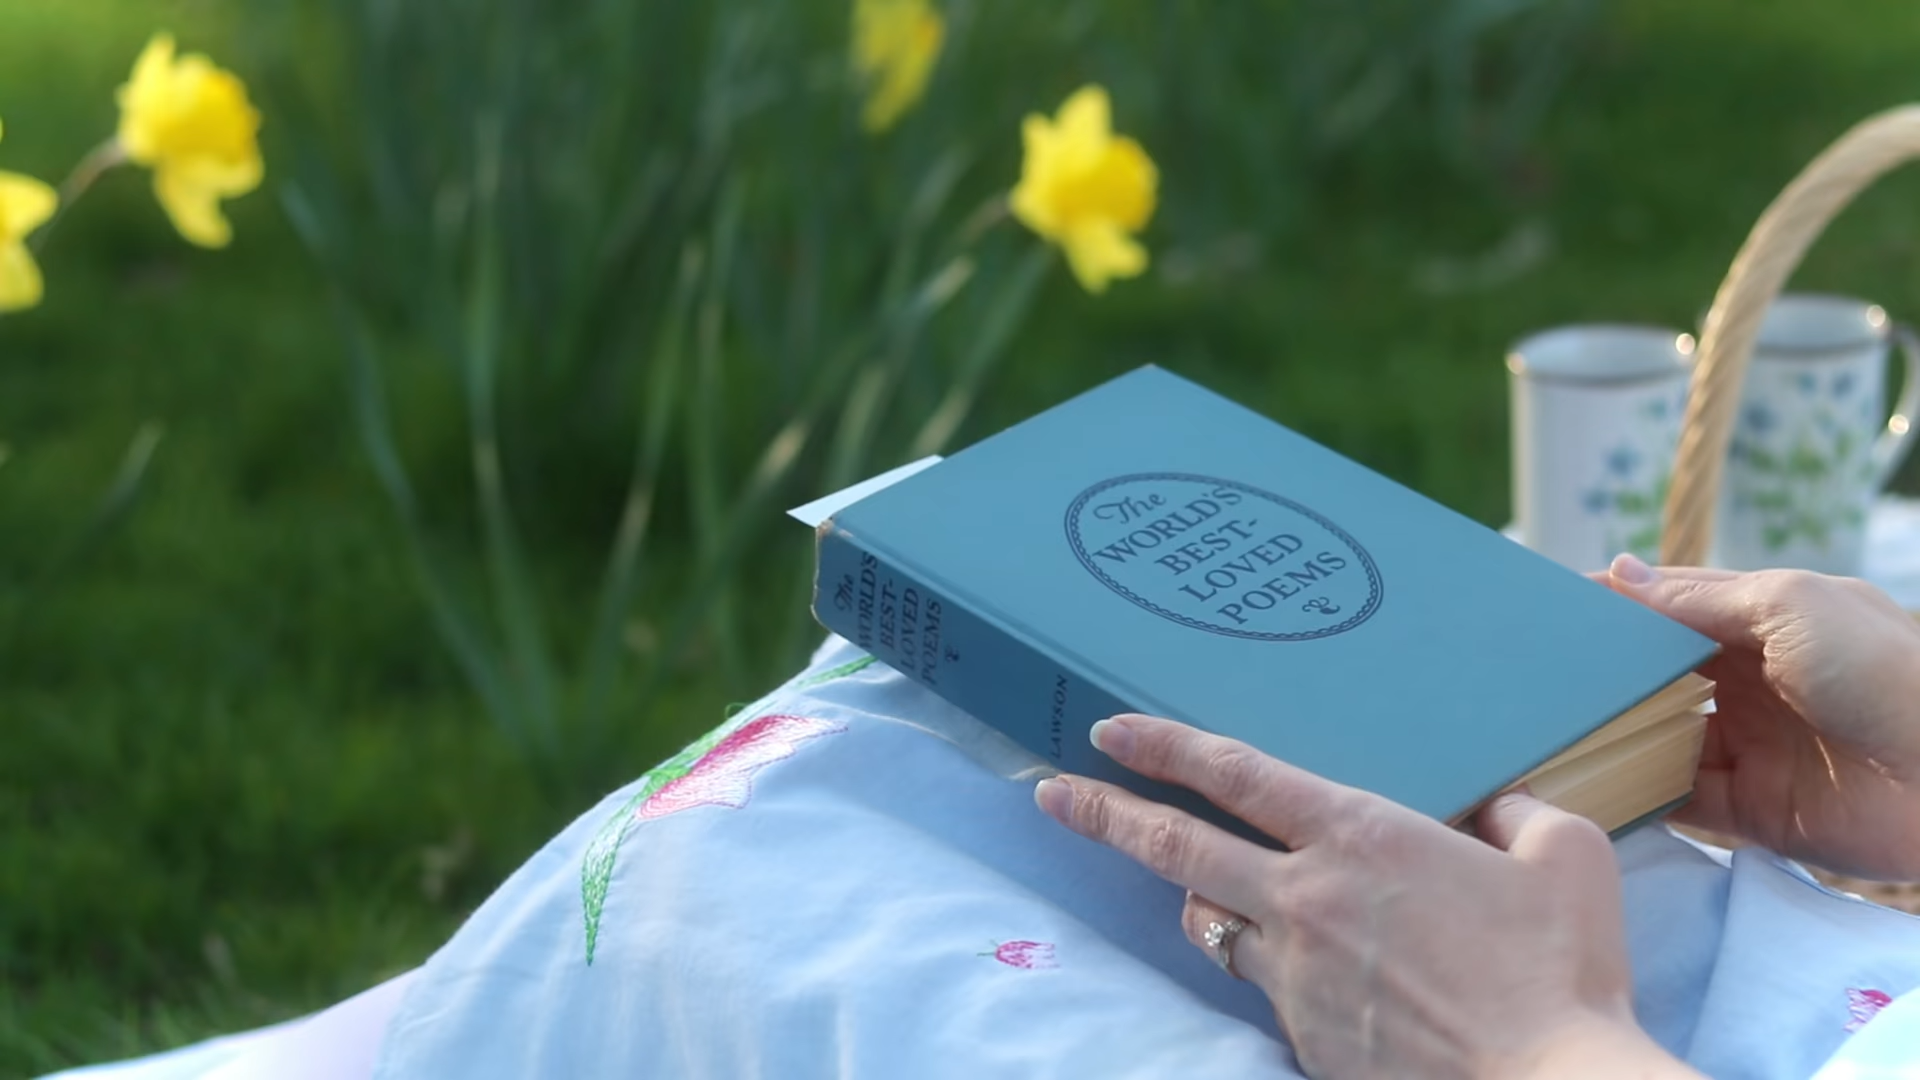 The
WORLD'S
BEST-
LOVED
POEMS
The
WORLD'S
BEST-
LOVED
POEMS
LAWSON